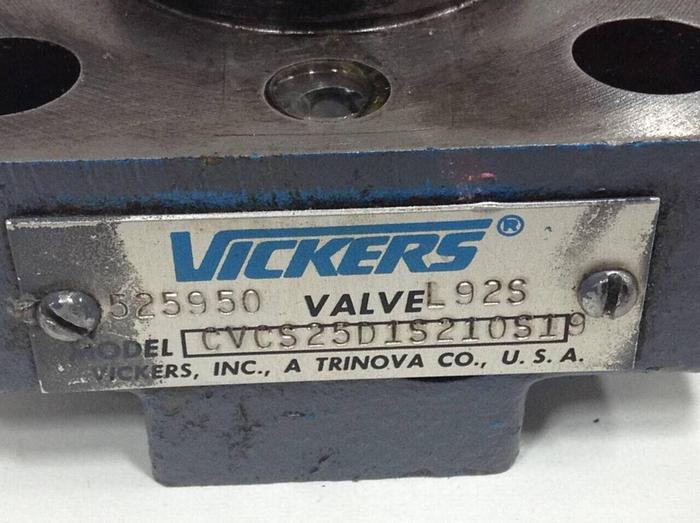 VICKERS®
525950 VALVE L92S
MODEL CVCS25D1S210S19
VICKERS, INC., A TRINOVA CO., U.S.A.